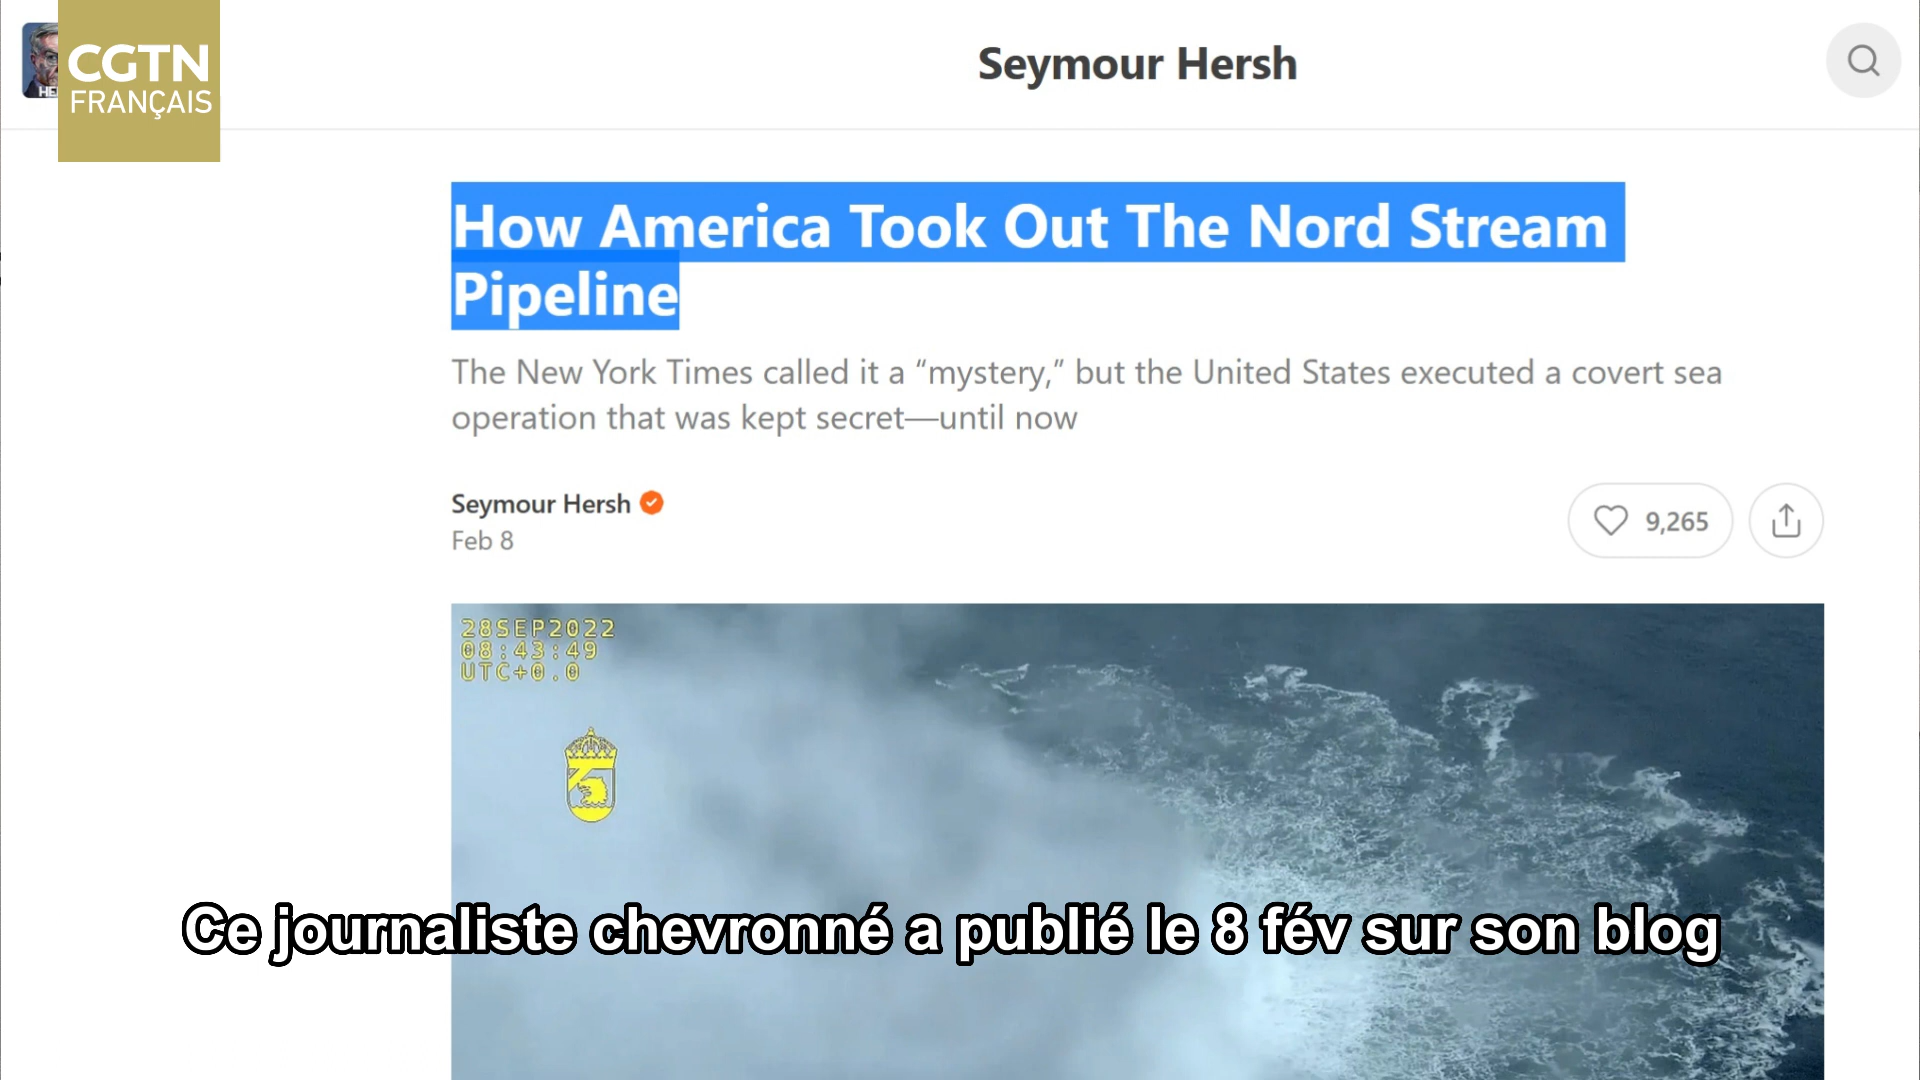 CGTN
FRANÇAIS
HE
Seymour Hersh
How America Took Out The Nord Stream
Pipeline
The New York Times called it a “mystery,” but the United States executed a covert sea
operation that was kept secret—until now
Seymour Hersh
Feb 8
9,265
28SEP2022
08:43:49
UTC+0.0
Ce journaliste chevronné a publié le 8 fév sur son blog